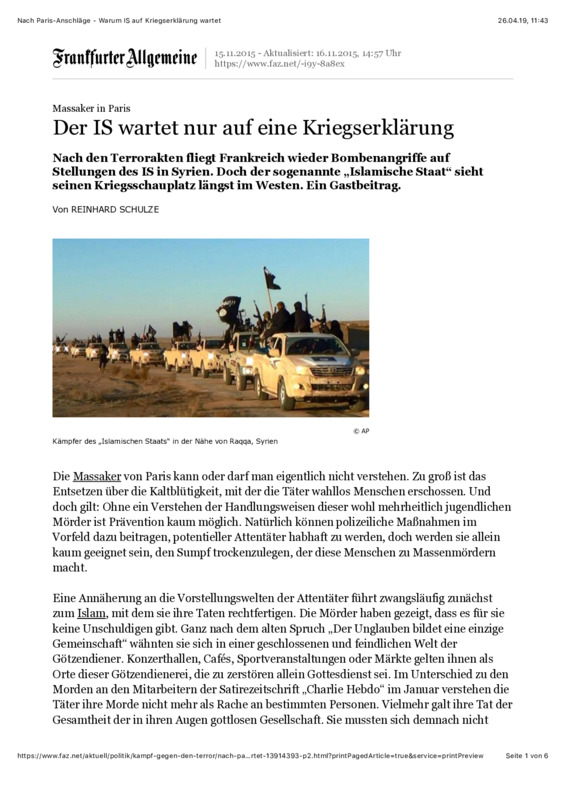 Nach Paris-Anschläge - Warum IS auf Kriegserklärung wartet
26.04.19, 11:43
Frankfurter Allgemeine
15.11.2015 - Aktualisiert: 16.11.2015, 14:57 Uhr
https://www.faz.net/-i9y-8a8ex
Massaker in Paris
Der IS wartet nur auf eine Kriegserklärung
Nach den Terrorakten fliegt Frankreich wieder Bombenangriffe auf
Stellungen des IS in Syrien. Doch der sogenannte „Islamische Staat“ sieht
seinen Kriegsschauplatz längst im Westen. Ein Gastbeitrag.
Von REINHARD SCHULZE
© AP
Kämpfer des „Islamischen Staats" in der Nähe von Raqqa, Syrien
Die Massaker von Paris kann oder darf man eigentlich nicht verstehen. Zu groß ist das
Entsetzen über die Kaltblütigkeit, mit der die Täter wahllos Menschen erschossen. Und
doch gilt: Ohne ein Verstehen der Handlungsweisen dieser wohl mehrheitlich jugendlichen
Mörder ist Prävention kaum möglich. Natürlich können polizeiliche Maßnahmen im
Vorfeld dazu beitragen, potentieller Attentäter habhaft zu werden, doch werden sie allein
kaum geeignet sein, den Sumpf trockenzulegen, der diese Menschen zu Massenmördern
macht.
Eine Annäherung an die Vorstellungswelten der Attentäter führt zwangsläufig zunächst
zum Islam, mit dem sie ihre Taten rechtfertigen. Die Mörder haben gezeigt, dass es für sie
keine Unschuldigen gibt. Ganz nach dem alten Spruch „Der Unglauben bildet eine einzige
Gemeinschaft“ wähnten sie sich in einer geschlossenen und feindlichen Welt der
Götzendiener. Konzerthallen, Cafés, Sportveranstaltungen oder Märkte gelten ihnen als
Orte dieser Götzendienerei, die zu zerstören allein Gottesdienst sei. Im Unterschied zu den
Morden an den Mitarbeitern der Satirezeitschrift „Charlie Hebdo“ im Januar verstehen die
Täter ihre Morde nicht mehr als Rache an bestimmten Personen. Vielmehr galt ihre Tat der
Gesamtheit der in ihren Augen gottlosen Gesellschaft. Sie mussten sich demnach nicht
https://www.faz.net/aktuell/politik/kampf-gegen-den-terror/nach-pa…rtet-13914393-p2.html?printPagedArticle=true&service=printPreview
Seite 1 von 6